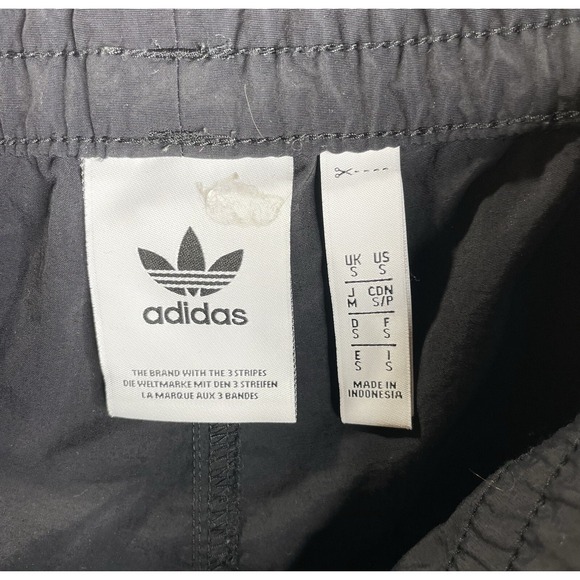 adidas
THE BRAND WITH THE 3 STRIPES
DIE WELTMARKE MIT DEN 3 STREIFEN
LA MARQUE AUX 3 BANDES
UK US
S S
J CDN
M S/P
D F
S S
E I
S S
MADE IN
INDONESIA